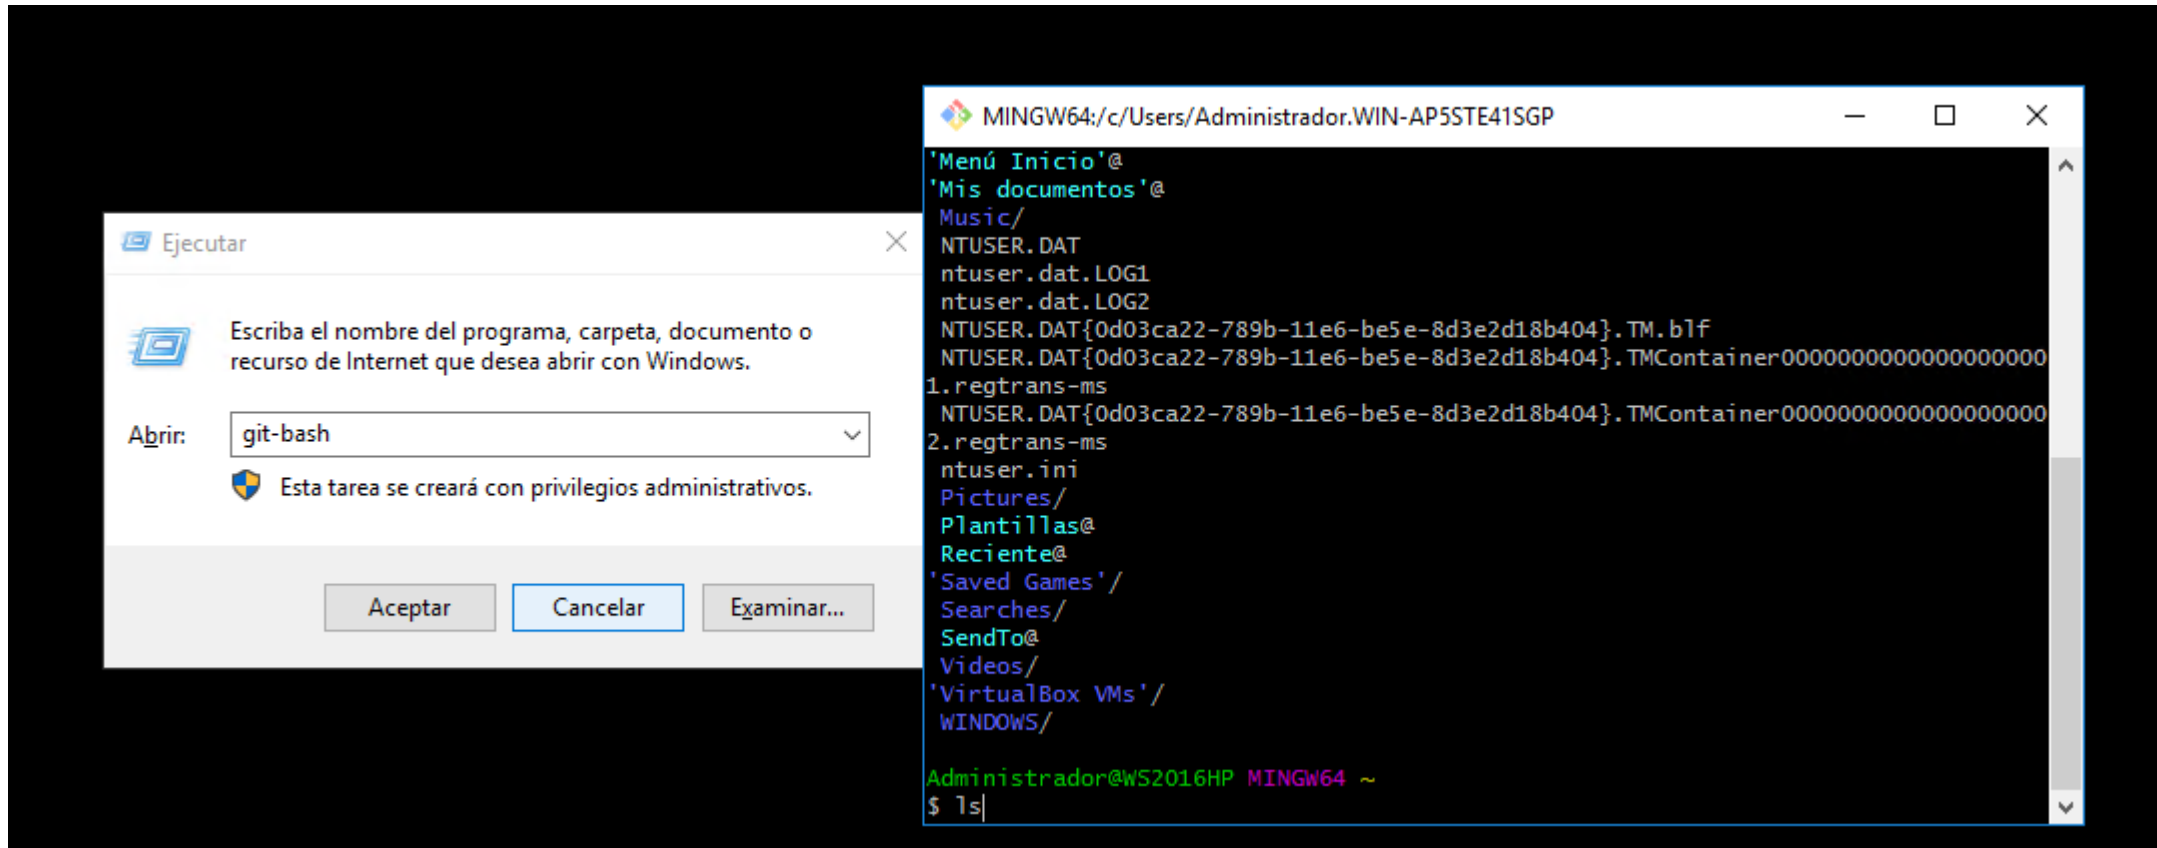 Ejecutar
Escriba el nombre del programa, carpeta, documento o
recurso de Internet que desea abrir con Windows.
Abrir: git-bash
Esta tarea se creará con privilegios administrativos.
Aceptar Cancelar Examinar...
MINGW64:/c/Users/Administrador.WIN-AP5STE41SGP
'Menú Inicio'@
'Mis documentos'@
Music/
NTUSER.DAT
ntuser.dat.LOG1
ntuser.dat.LOG2
NTUSER.DAT{0d03ca22-789b-11e6-be5e-8d3e2d18b404}.TM.blf
NTUSER.DAT{0d03ca22-789b-11e6-be5e-8d3e2d18b404}.TMContainer0000000000000000000
1.regtrans-ms
NTUSER.DAT{0d03ca22-789b-11e6-be5e-8d3e2d18b404}.TMContainer0000000000000000000
2.regtrans-ms
ntuser.ini
Pictures/
Plantillas@
Reciente@
'Saved Games'/
Searches/
SendTo@
Videos/
'VirtualBox VMs'/
WINDOWS/
Administrador@WS2016HP MINGW64 ~
$ ls